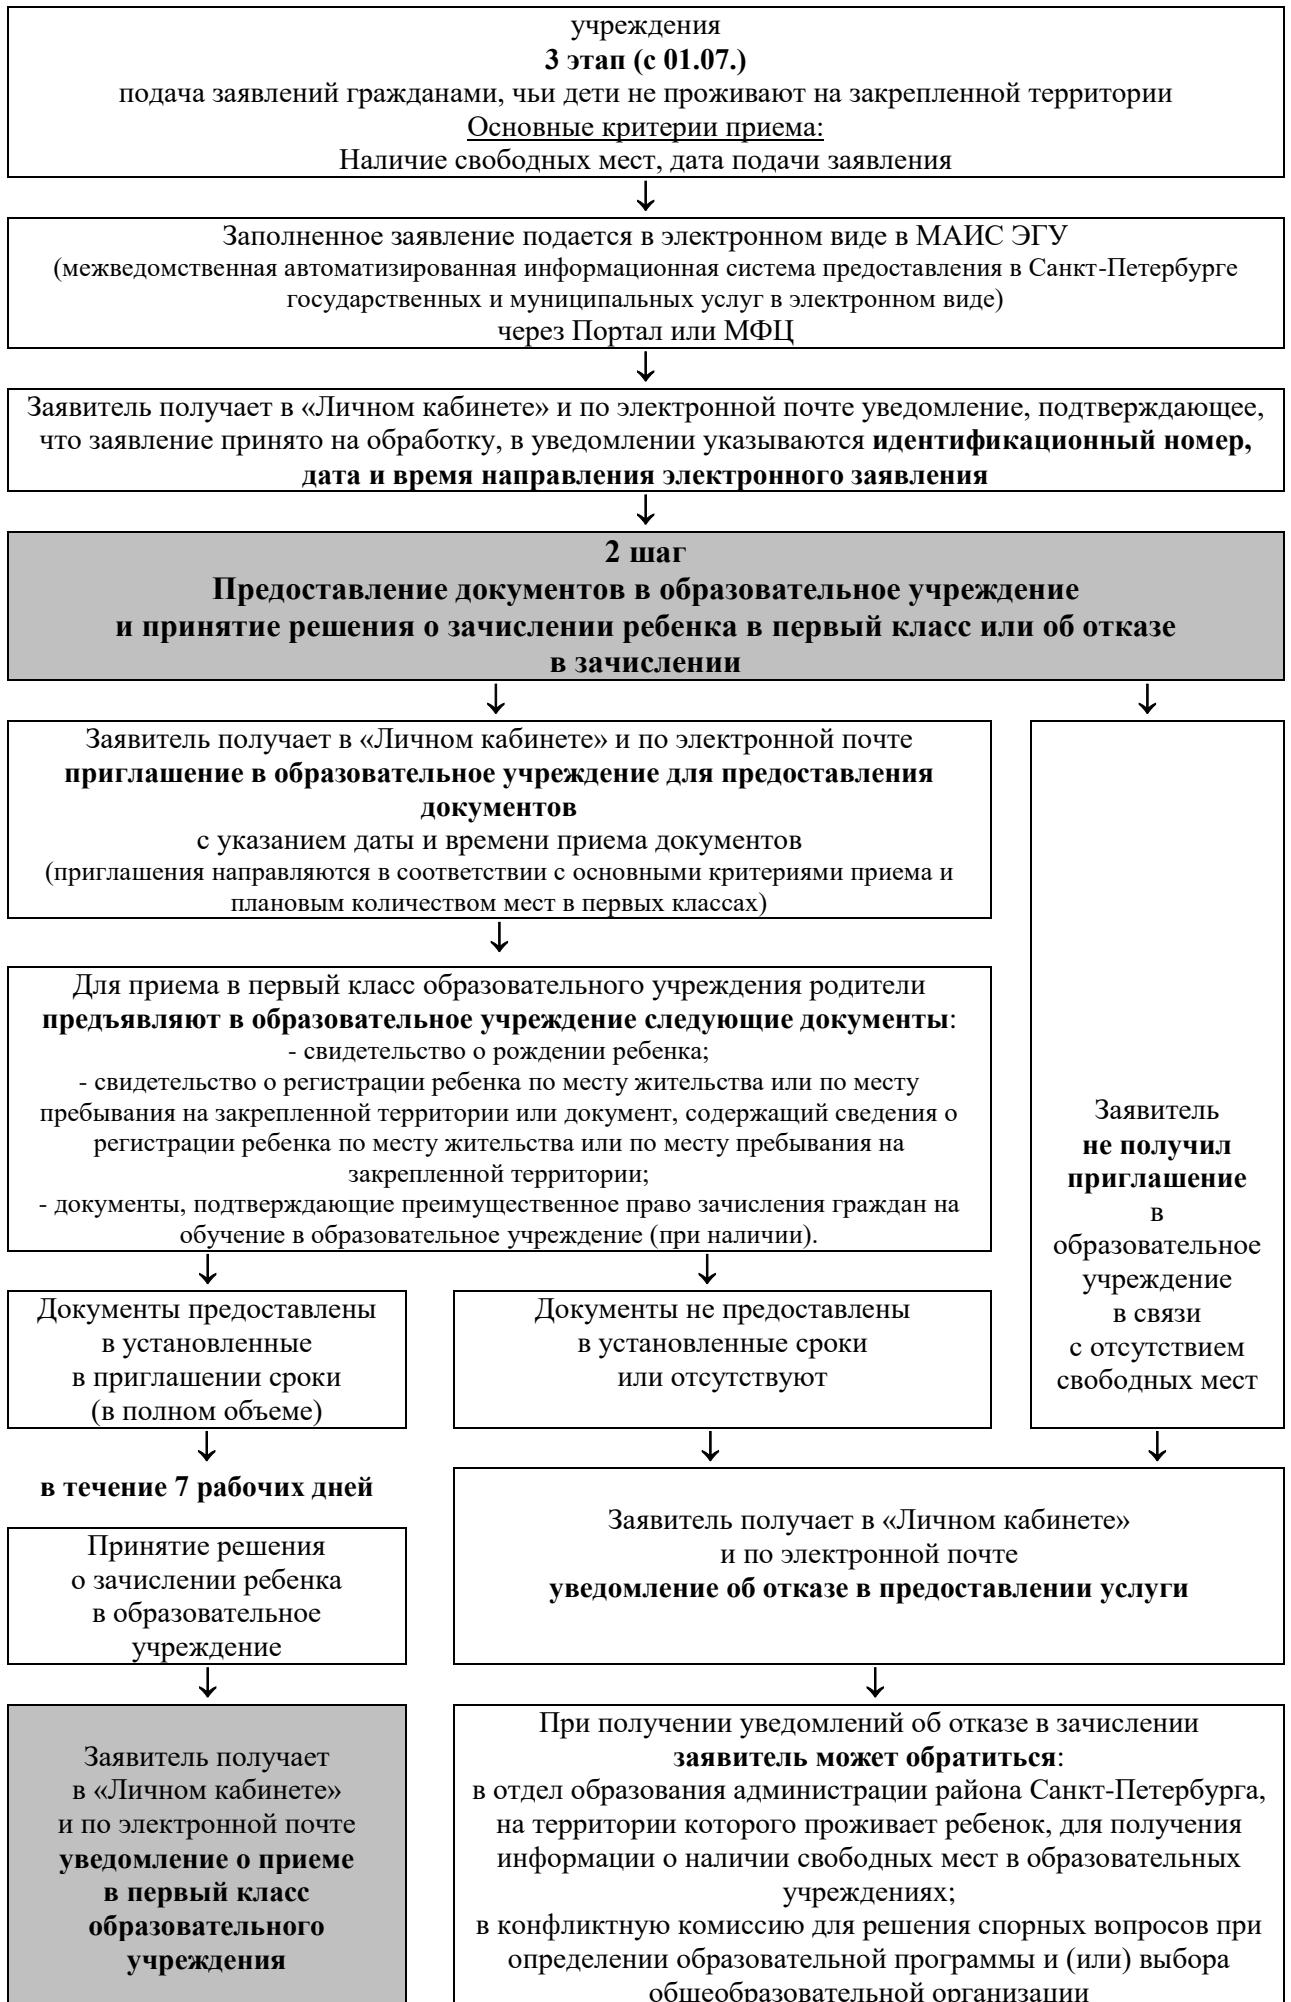 учреждения
3 этап (с 01.07.)
подача заявлений гражданами, чьи дети не проживают на закрепленной территории
Основные критерии приема:
Наличие свободных мест, дата подачи заявления
Заполненное заявление подается в электронном виде в МАИС ЭГУ
(межведомственная автоматизированная информационная система предоставления в Санкт-Петербурге
государственных и муниципальных услуг в электронном виде)
через Портал или МФЦ
Заявитель получает в «Личном кабинете» и по электронной почте уведомление, подтверждающее,
что заявление принято на обработку, в уведомлении указываются идентификационный номер,
дата и время направления электронного заявления
2 шаг
Предоставление документов в образовательное учреждение
и принятие решения о зачислении ребенка в первый класс или об отказе
в зачислении
Заявитель получает в «Личном кабинете» и по электронной почте
приглашение в образовательное учреждение для предоставления
документов
с указанием даты и времени приема документов
(приглашения направляются в соответствии с основными критериями приема и
плановым количеством мест в первых классах)
Для приема в первый класс образовательного учреждения родители
предъявляют в образовательное учреждение следующие документы:
- свидетельство о рождении ребенка;
- свидетельство о регистрации ребенка по месту жительства или по месту
пребывания на закрепленной территории или документ, содержащий сведения о
регистрации ребенка по месту жительства или по месту пребывания на
закрепленной территории;
- документы, подтверждающие преимущественное право зачисления граждан на
обучение в образовательное учреждение (при наличии).
Заявитель
не получил
приглашение
в
образовательное
учреждение
в связи
с отсутствием
свободных мест
Документы предоставлены
в установленные
в приглашении сроки
(в полном объеме)
Документы не предоставлены
в установленные сроки
или отсутствуют
в течение 7 рабочих дней
Принятие решения
о зачислении ребенка
в образовательное
учреждение
Заявитель получает в «Личном кабинете»
и по электронной почте
уведомление об отказе в предоставлении услуги
Заявитель получает
в «Личном кабинете»
и по электронной почте
уведомление о приеме
в первый класс
образовательного
учреждения
При получении уведомлений об отказе в зачислении
заявитель может обратиться:
в отдел образования администрации района Санкт-Петербурга,
на территории которого проживает ребенок, для получения
информации о наличии свободных мест в образовательных
учреждениях;
в конфликтную комиссию для решения спорных вопросов при
определении образовательной программы и (или) выбора
общеобразовательной организации